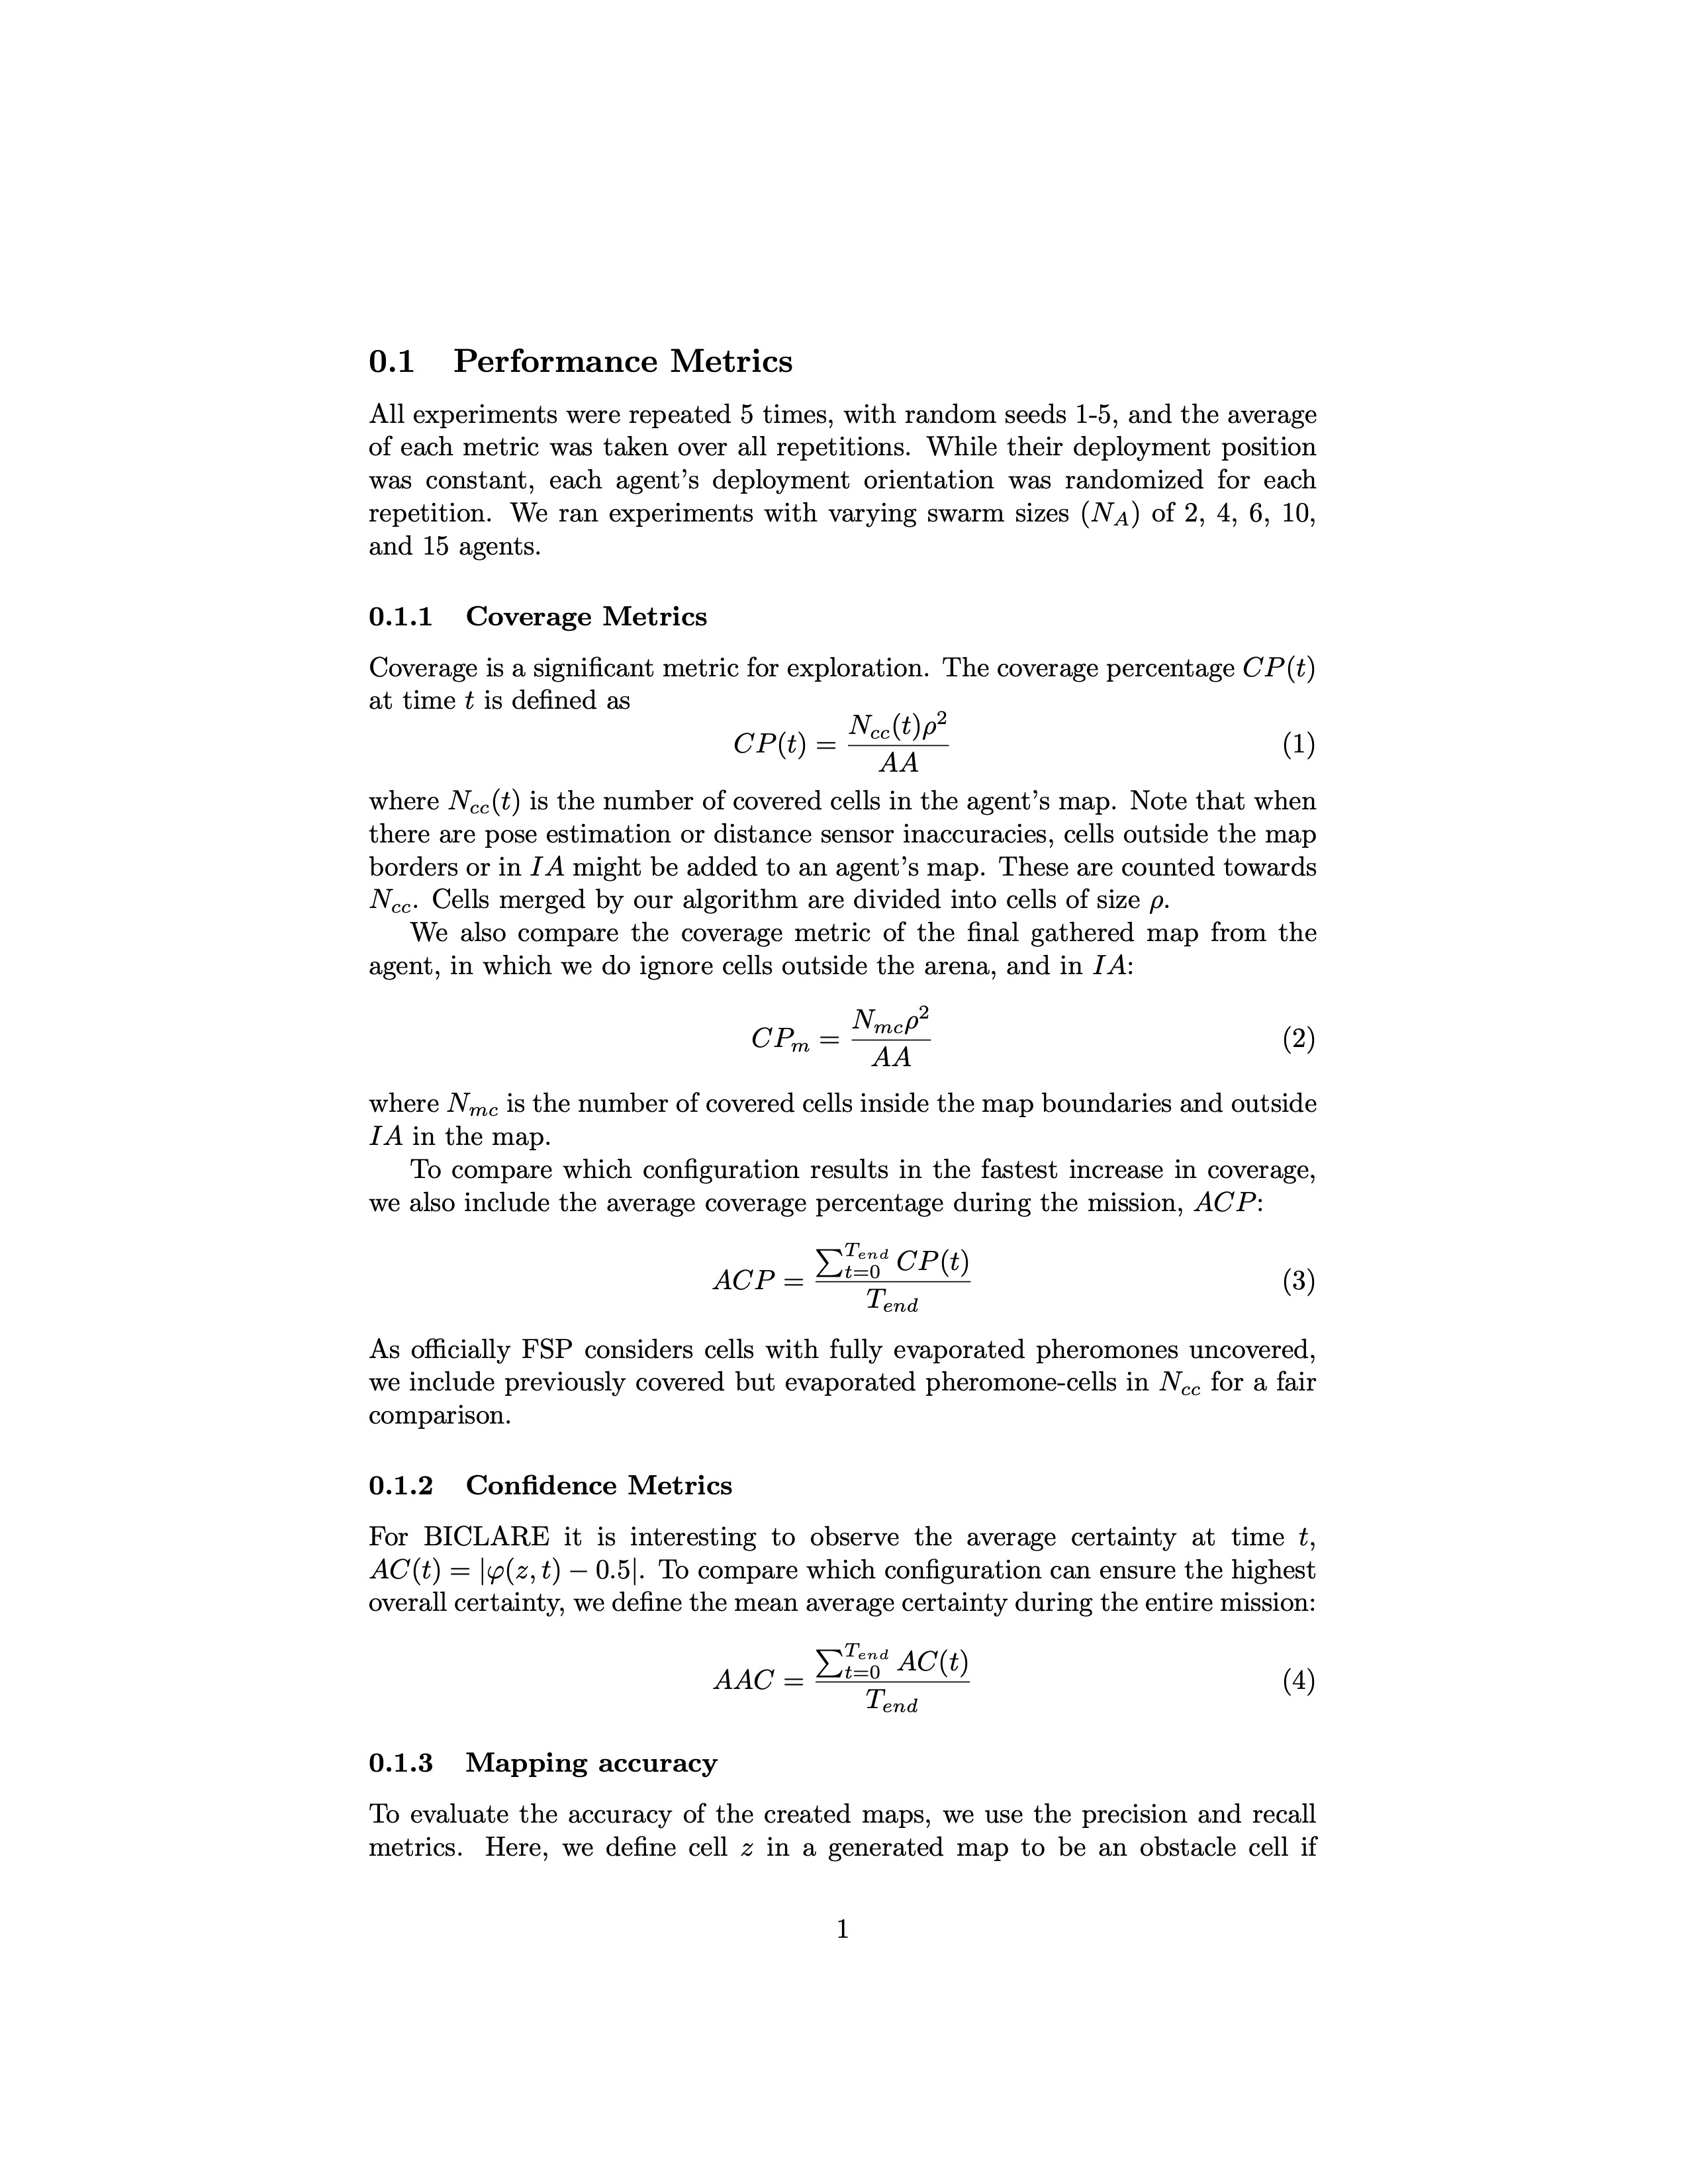 0.1 Performance Metrics
All experiments were repeated 5 times, with random seeds 1-5, and the average
of each metric was taken over all repetitions. While their deployment position
was constant, each agent's deployment orientation was randomized for each
repetition. We ran experiments with varying swarm sizes (N_A) of 2, 4, 6, 10,
and 15 agents.
0.1.1 Coverage Metrics
Coverage is a significant metric for exploration. The coverage percentage CP(t)
at time t is defined as
CP(t) = \frac{N_{cc}(t)ρ^2}{AA} (1)
where N_{cc}(t) is the number of covered cells in the agent's map. Note that when
there are pose estimation or distance sensor inaccuracies, cells outside the map
borders or in IA might be added to an agent's map. These are counted towards
N_{cc}. Cells merged by our algorithm are divided into cells of size ρ.
We also compare the coverage metric of the final gathered map from the
agent, in which we do ignore cells outside the arena, and in IA:
CP_m = \frac{N_{mc}ρ^2}{AA} (2)
where N_{mc} is the number of covered cells inside the map boundaries and outside
IA in the map.
To compare which configuration results in the fastest increase in coverage,
we also include the average coverage percentage during the mission, ACP:
ACP = \frac{\sum_{t=0}^{T_{end}} CP(t)}{T_{end}} (3)
As officially FSP considers cells with fully evaporated pheromones uncovered,
we include previously covered but evaporated pheromone-cells in N_{cc} for a fair
comparison.
0.1.2 Confidence Metrics
For BICLARE it is interesting to observe the average certainty at time t,
AC(t) = |φ(z, t) − 0.5|. To compare which configuration can ensure the highest
overall certainty, we define the mean average certainty during the entire mission:
AAC = \frac{\sum_{t=0}^{T_{end}} AC(t)}{T_{end}} (4)
0.1.3 Mapping accuracy
To evaluate the accuracy of the created maps, we use the precision and recall
metrics. Here, we define cell z in a generated map to be an obstacle cell if
1